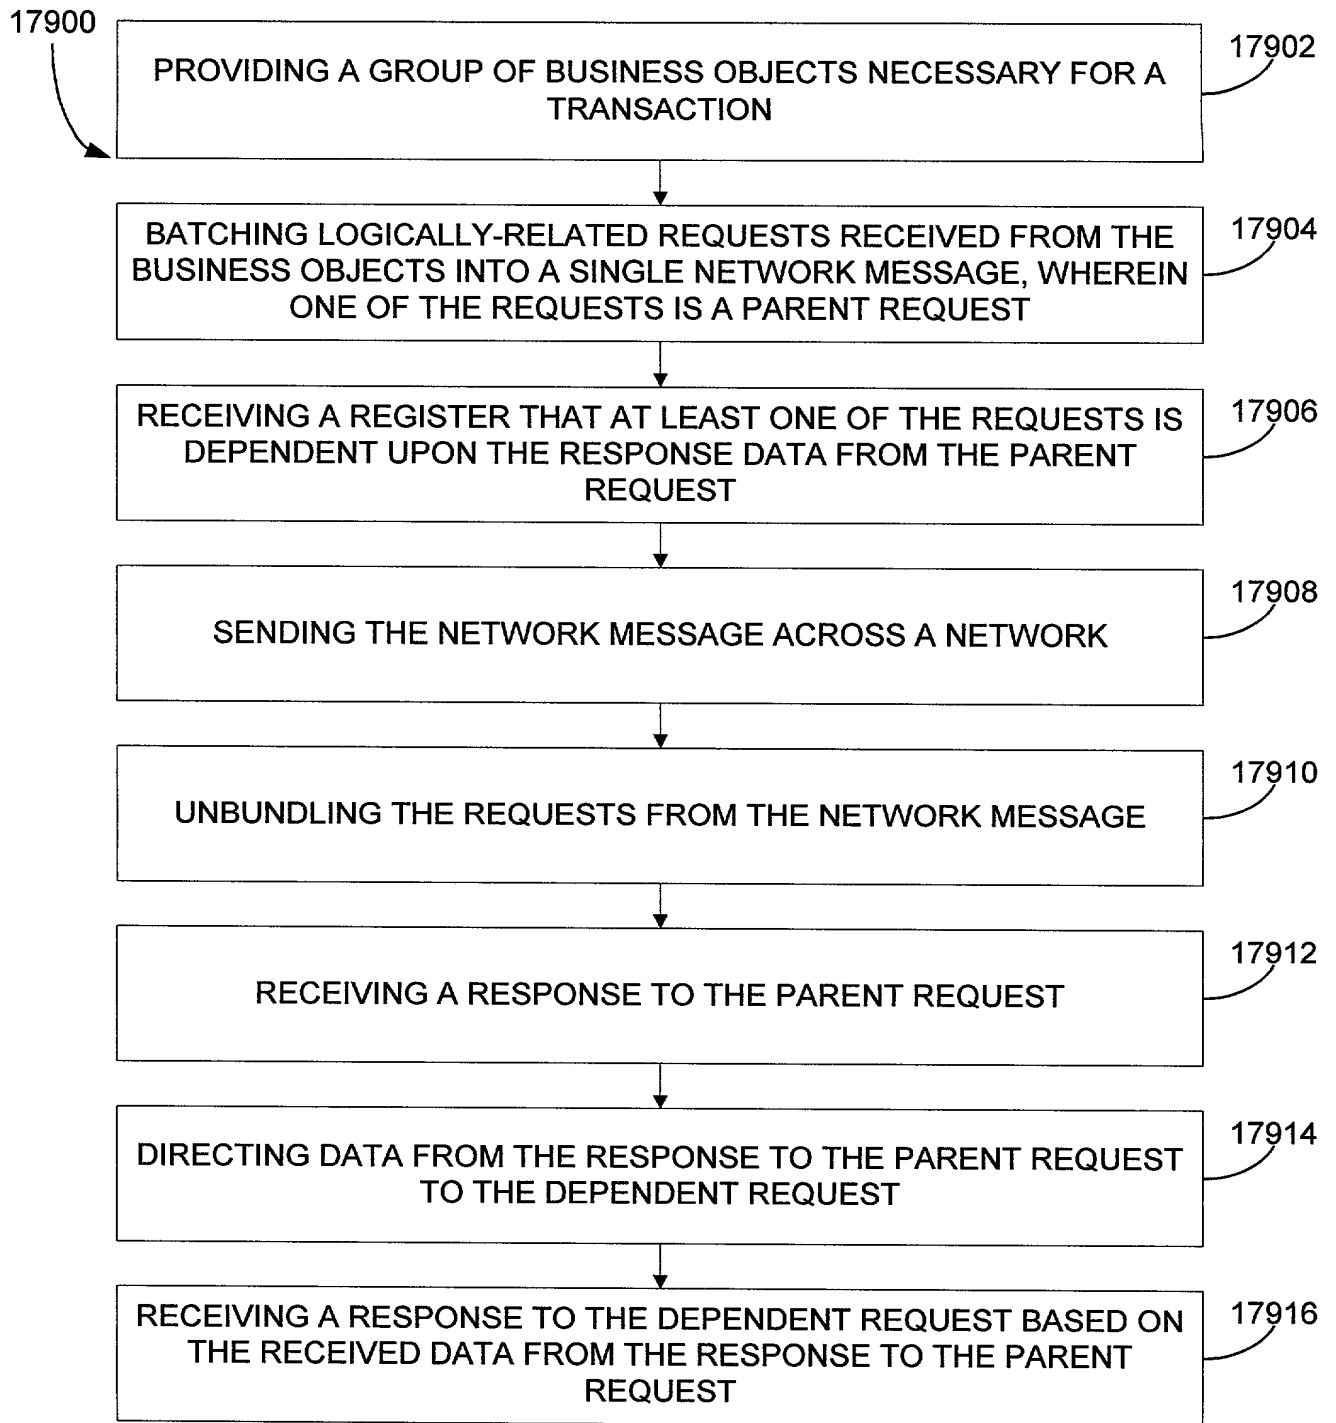 17900
17902
PROVIDING A GROUP OF BUSINESS OBJECTS NECESSARY FOR A
TRANSACTION
17904
BATCHING LOGICALLY-RELATED REQUESTS RECEIVED FROM THE
BUSINESS OBJECTS INTO A SINGLE NETWORK MESSAGE, WHEREIN
ONE OF THE REQUESTS IS A PARENT REQUEST
17906
RECEIVING A REGISTER THAT AT LEAST ONE OF THE REQUESTS IS
DEPENDENT UPON THE RESPONSE DATA FROM THE PARENT
REQUEST
17908
SENDING THE NETWORK MESSAGE ACROSS A NETWORK
17910
UNBUNDLING THE REQUESTS FROM THE NETWORK MESSAGE
17912
RECEIVING A RESPONSE TO THE PARENT REQUEST
17914
DIRECTING DATA FROM THE RESPONSE TO THE PARENT REQUEST
TO THE DEPENDENT REQUEST
17916
RECEIVING A RESPONSE TO THE DEPENDENT REQUEST BASED ON
THE RECEIVED DATA FROM THE RESPONSE TO THE PARENT
REQUEST